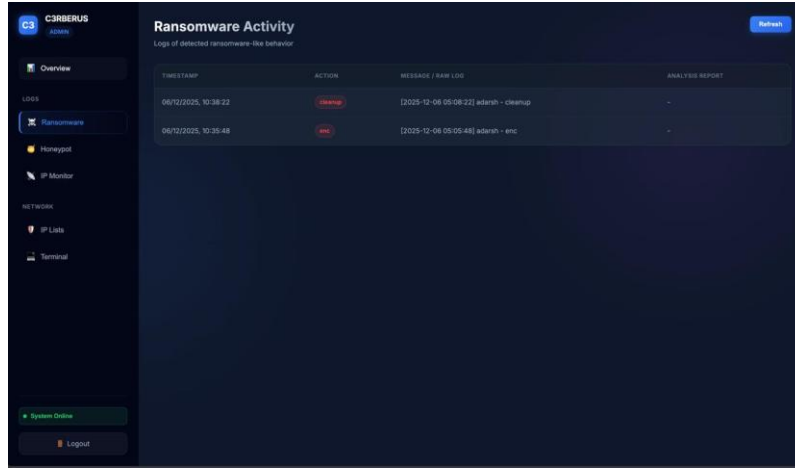 C3
C3RBERUS
ADMIN
Overview
LOGS
Ransomware
Honeypot
IP Monitor
NETWORK
IP Lists
Terminal
System Online
Logout
Ransomware Activity
Logs of detected ransomware-like behavior
Refresh
TIMESTAMP ACTION MESSAGE / RAW LOG ANALYSIS REPORT
06/12/2025, 10:38:22 cleanup [2025-12-06 05:08:22] adarsh - cleanup -
06/12/2025, 10:35:48 enc [2025-12-06 05:05:48] adarsh - enc -